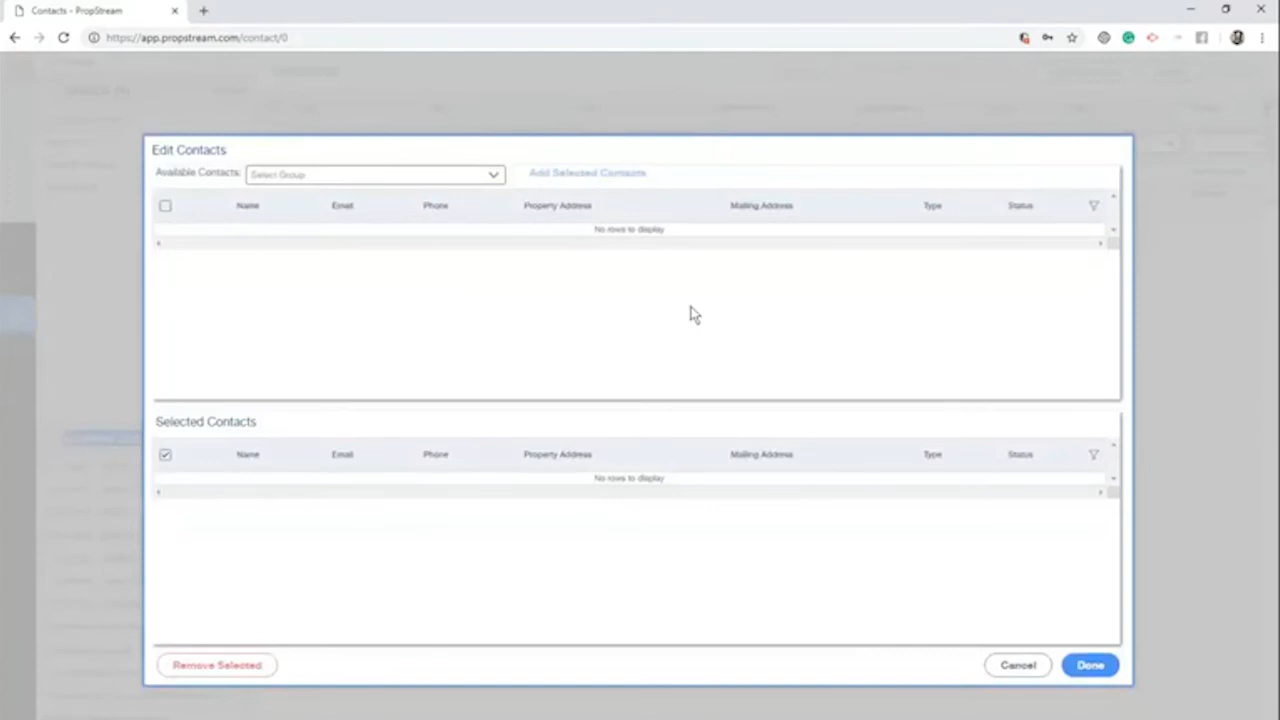 Contacts - PropStream
https://app.propstream.com/contact/0
Edit Contacts
Available Contacts: Select Group Add Selected Contacts
Name Email Phone Property Address Mailing Address Type Status
No rows to display
Selected Contacts
Name Email Phone Property Address Mailing Address Type Status
No rows to display
Remove Selected Cancel Done